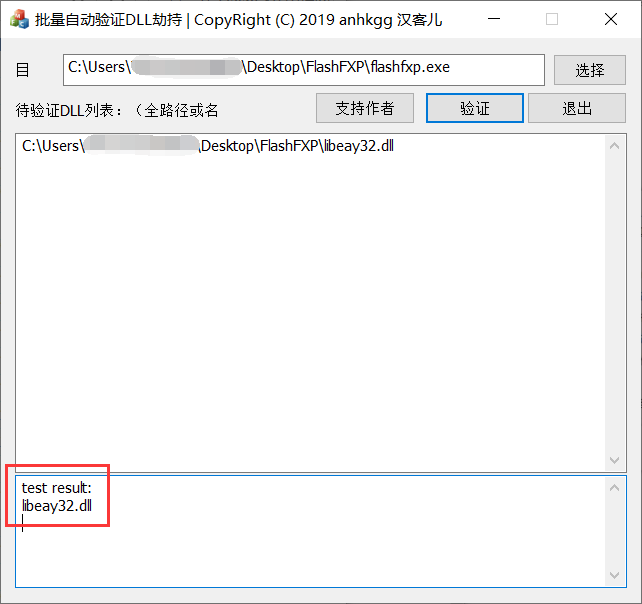 批量自动验证DLL劫持 | CopyRight (C) 2019 anhkgg 汉客儿
目
C:\Users\ \Desktop\FlashFXP\flashfxp.exe
选择
待验证DLL列表：（全路径或名
支持作者
验证
退出
C:\Users\ \Desktop\FlashFXP\libeay32.dll
test result:
libeay32.dll